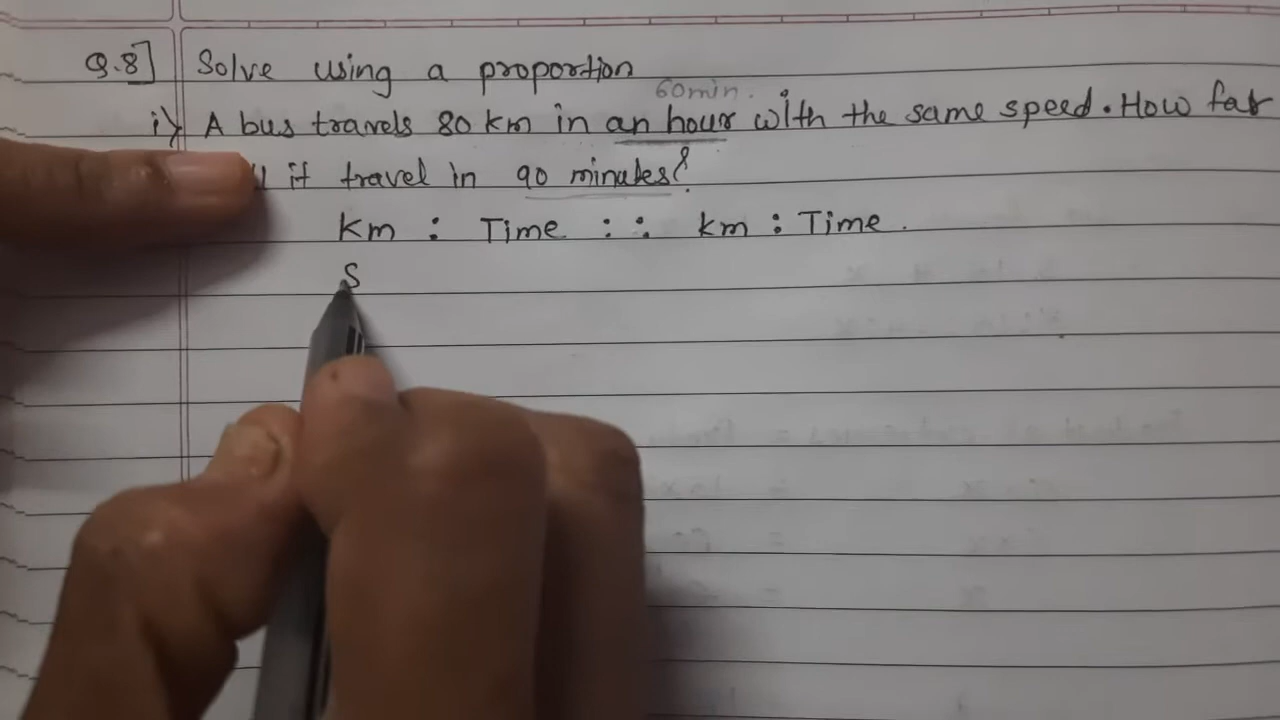 Q.8] Solve using a proportion
60min.
i) A bus travels 80 km in an hour with the same speed. How far
it travel in 90 minutes?
Km : Time :: km : Time.